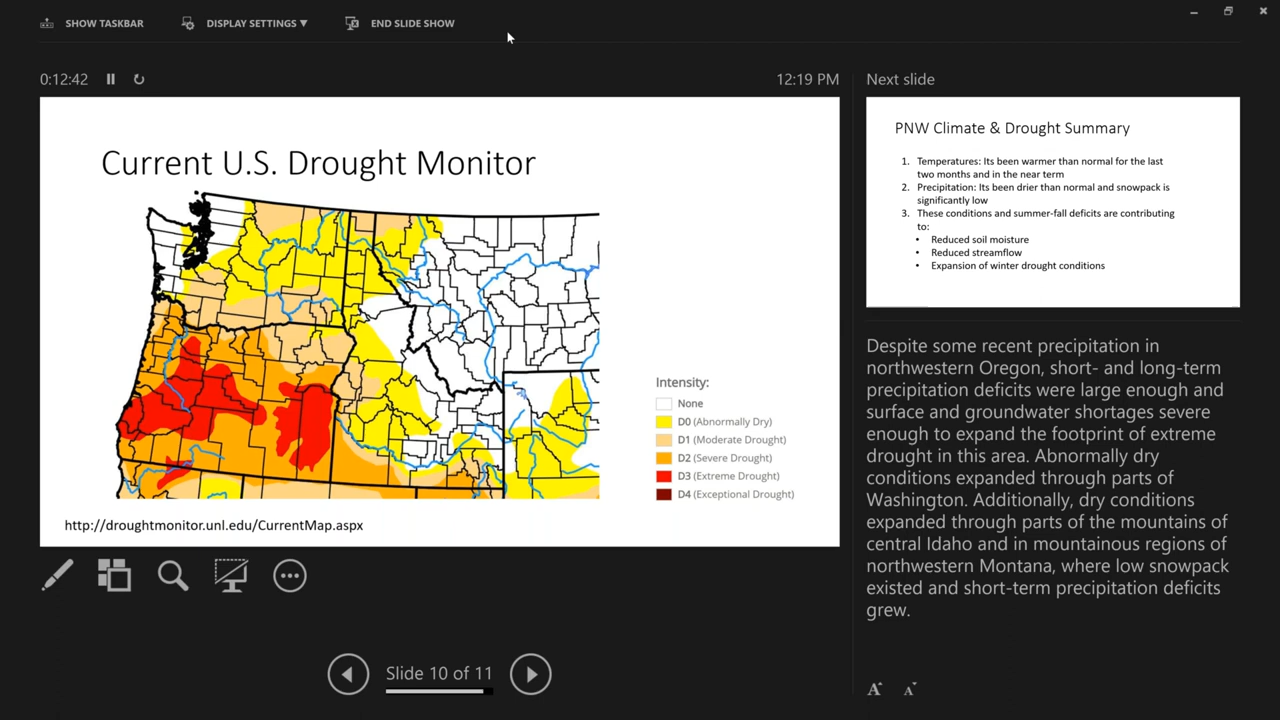 SHOW TASKBAR
DISPLAY SETTINGS ▼
END SLIDE SHOW
0:12:42
12:19 PM
Current U.S. Drought Monitor
Intensity:
None
D0 (Abnormally Dry)
D1 (Moderate Drought)
D2 (Severe Drought)
D3 (Extreme Drought)
D4 (Exceptional Drought)
http://droughtmonitor.unl.edu/CurrentMap.aspx
Slide 10 of 11
Next slide
PNW Climate & Drought Summary
1. Temperatures: Its been warmer than normal for the last
two months and in the near term
2. Precipitation: Its been drier than normal and snowpack is
significantly low
3. These conditions and summer-fall deficits are contributing
to:
• Reduced soil moisture
• Reduced streamflow
• Expansion of winter drought conditions
Despite some recent precipitation in
northwestern Oregon, short- and long-term
precipitation deficits were large enough and
surface and groundwater shortages severe
enough to expand the footprint of extreme
drought in this area. Abnormally dry
conditions expanded through parts of
Washington. Additionally, dry conditions
expanded through parts of the mountains of
central Idaho and in mountainous regions of
northwestern Montana, where low snowpack
existed and short-term precipitation deficits
grew.
A A